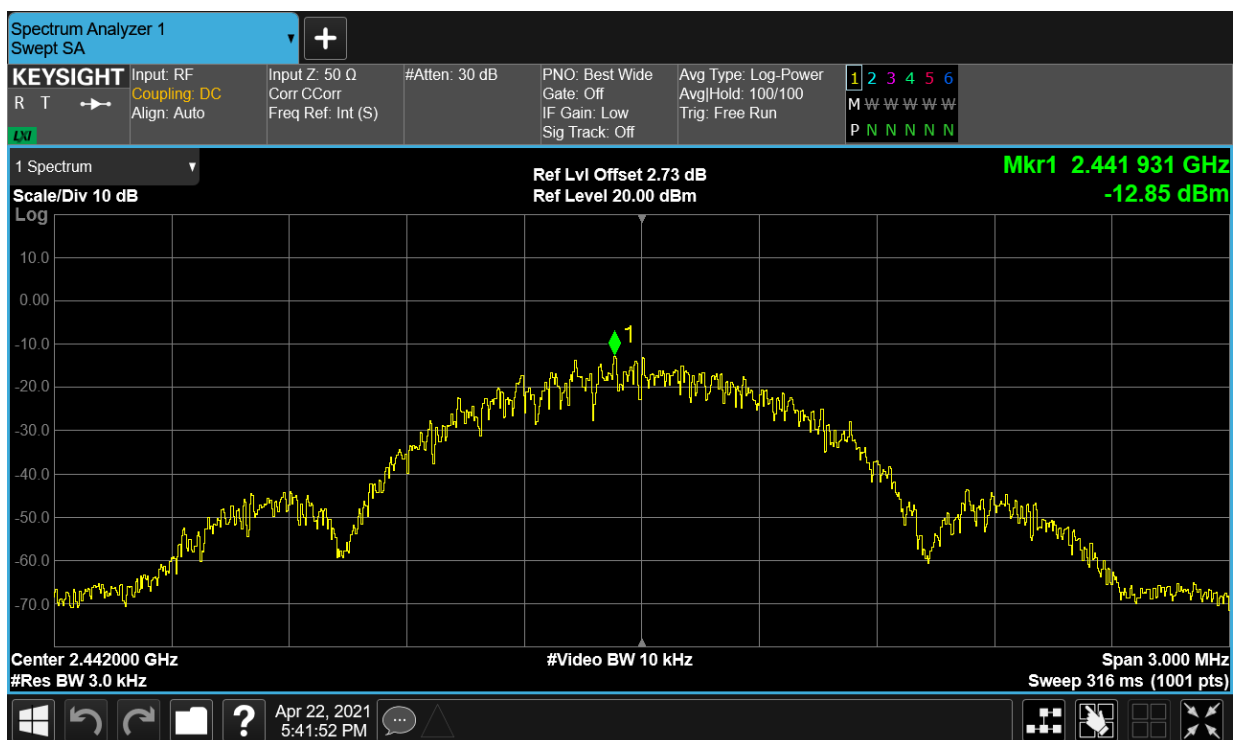 Spectrum Analyzer 1
Swept SA
KEYSIGHT
R T
LXI
Input: RF
Coupling: DC
Align: Auto
Input Z: 50 Ω
Corr CCorr
Freq Ref: Int (S)
#Atten: 30 dB
PNO: Best Wide
Gate: Off
IF Gain: Low
Sig Track: Off
Avg Type: Log-Power
Avg|Hold: 100/100
Trig: Free Run
1 2 3 4 5 6
M W W W W W
P N N N N N
1 Spectrum
Scale/Div 10 dB
Log
Ref Lvl Offset 2.73 dB
Ref Level 20.00 dBm
Mkr1 2.441 931 GHz
-12.85 dBm
10.0
0.00
-10.0
-20.0
-30.0
-40.0
-50.0
-60.0
-70.0
1
Center 2.442000 GHz
#Res BW 3.0 kHz
#Video BW 10 kHz
Span 3.000 MHz
Sweep 316 ms (1001 pts)
?
Apr 22, 2021
5:41:52 PM